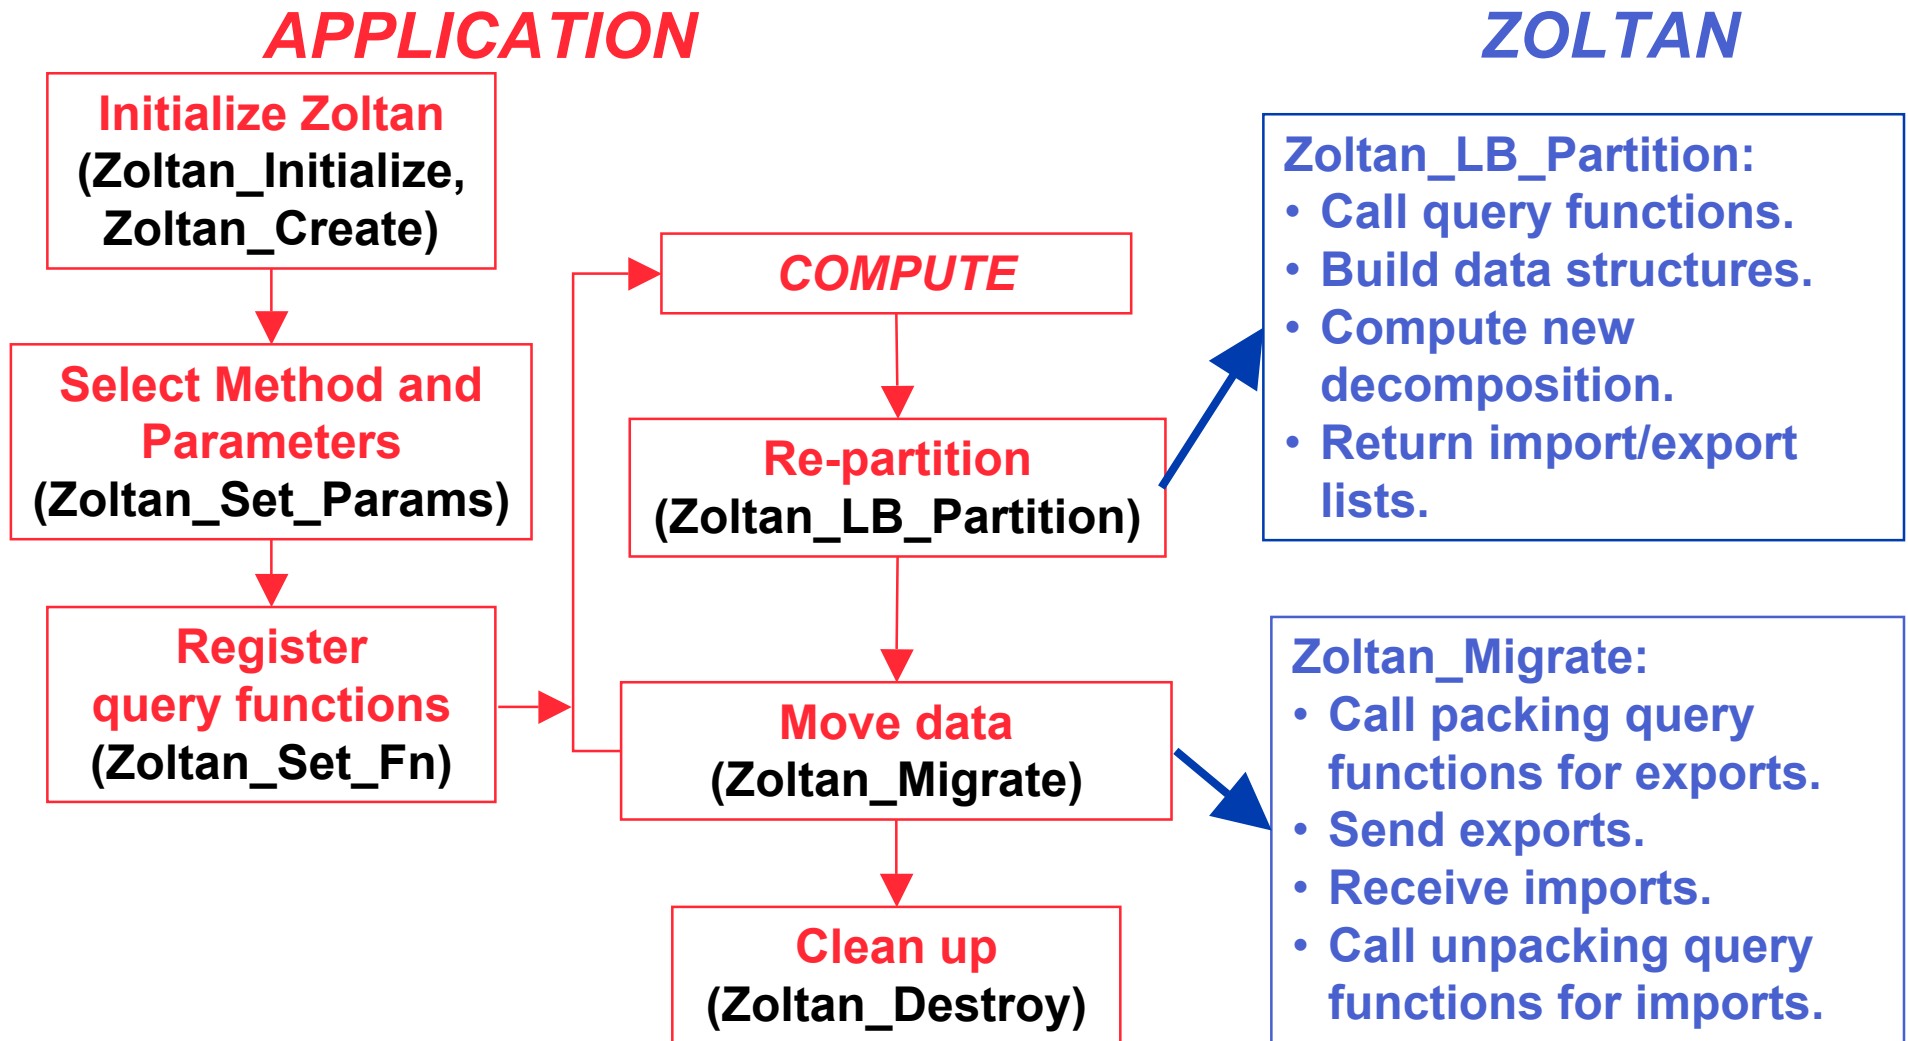 APPLICATION
ZOLTAN
Initialize Zoltan
(Zoltan_Initialize,
Zoltan_Create)
Select Method and
Parameters
(Zoltan_Set_Params)
Register
query functions
(Zoltan_Set_Fn)
COMPUTE
Re-partition
(Zoltan_LB_Partition)
Move data
(Zoltan_Migrate)
Clean up
(Zoltan_Destroy)
Zoltan_LB_Partition:
• Call query functions.
• Build data structures.
• Compute new
decomposition.
• Return import/export
lists.
Zoltan_Migrate:
• Call packing query
functions for exports.
• Send exports.
• Receive imports.
• Call unpacking query
functions for imports.